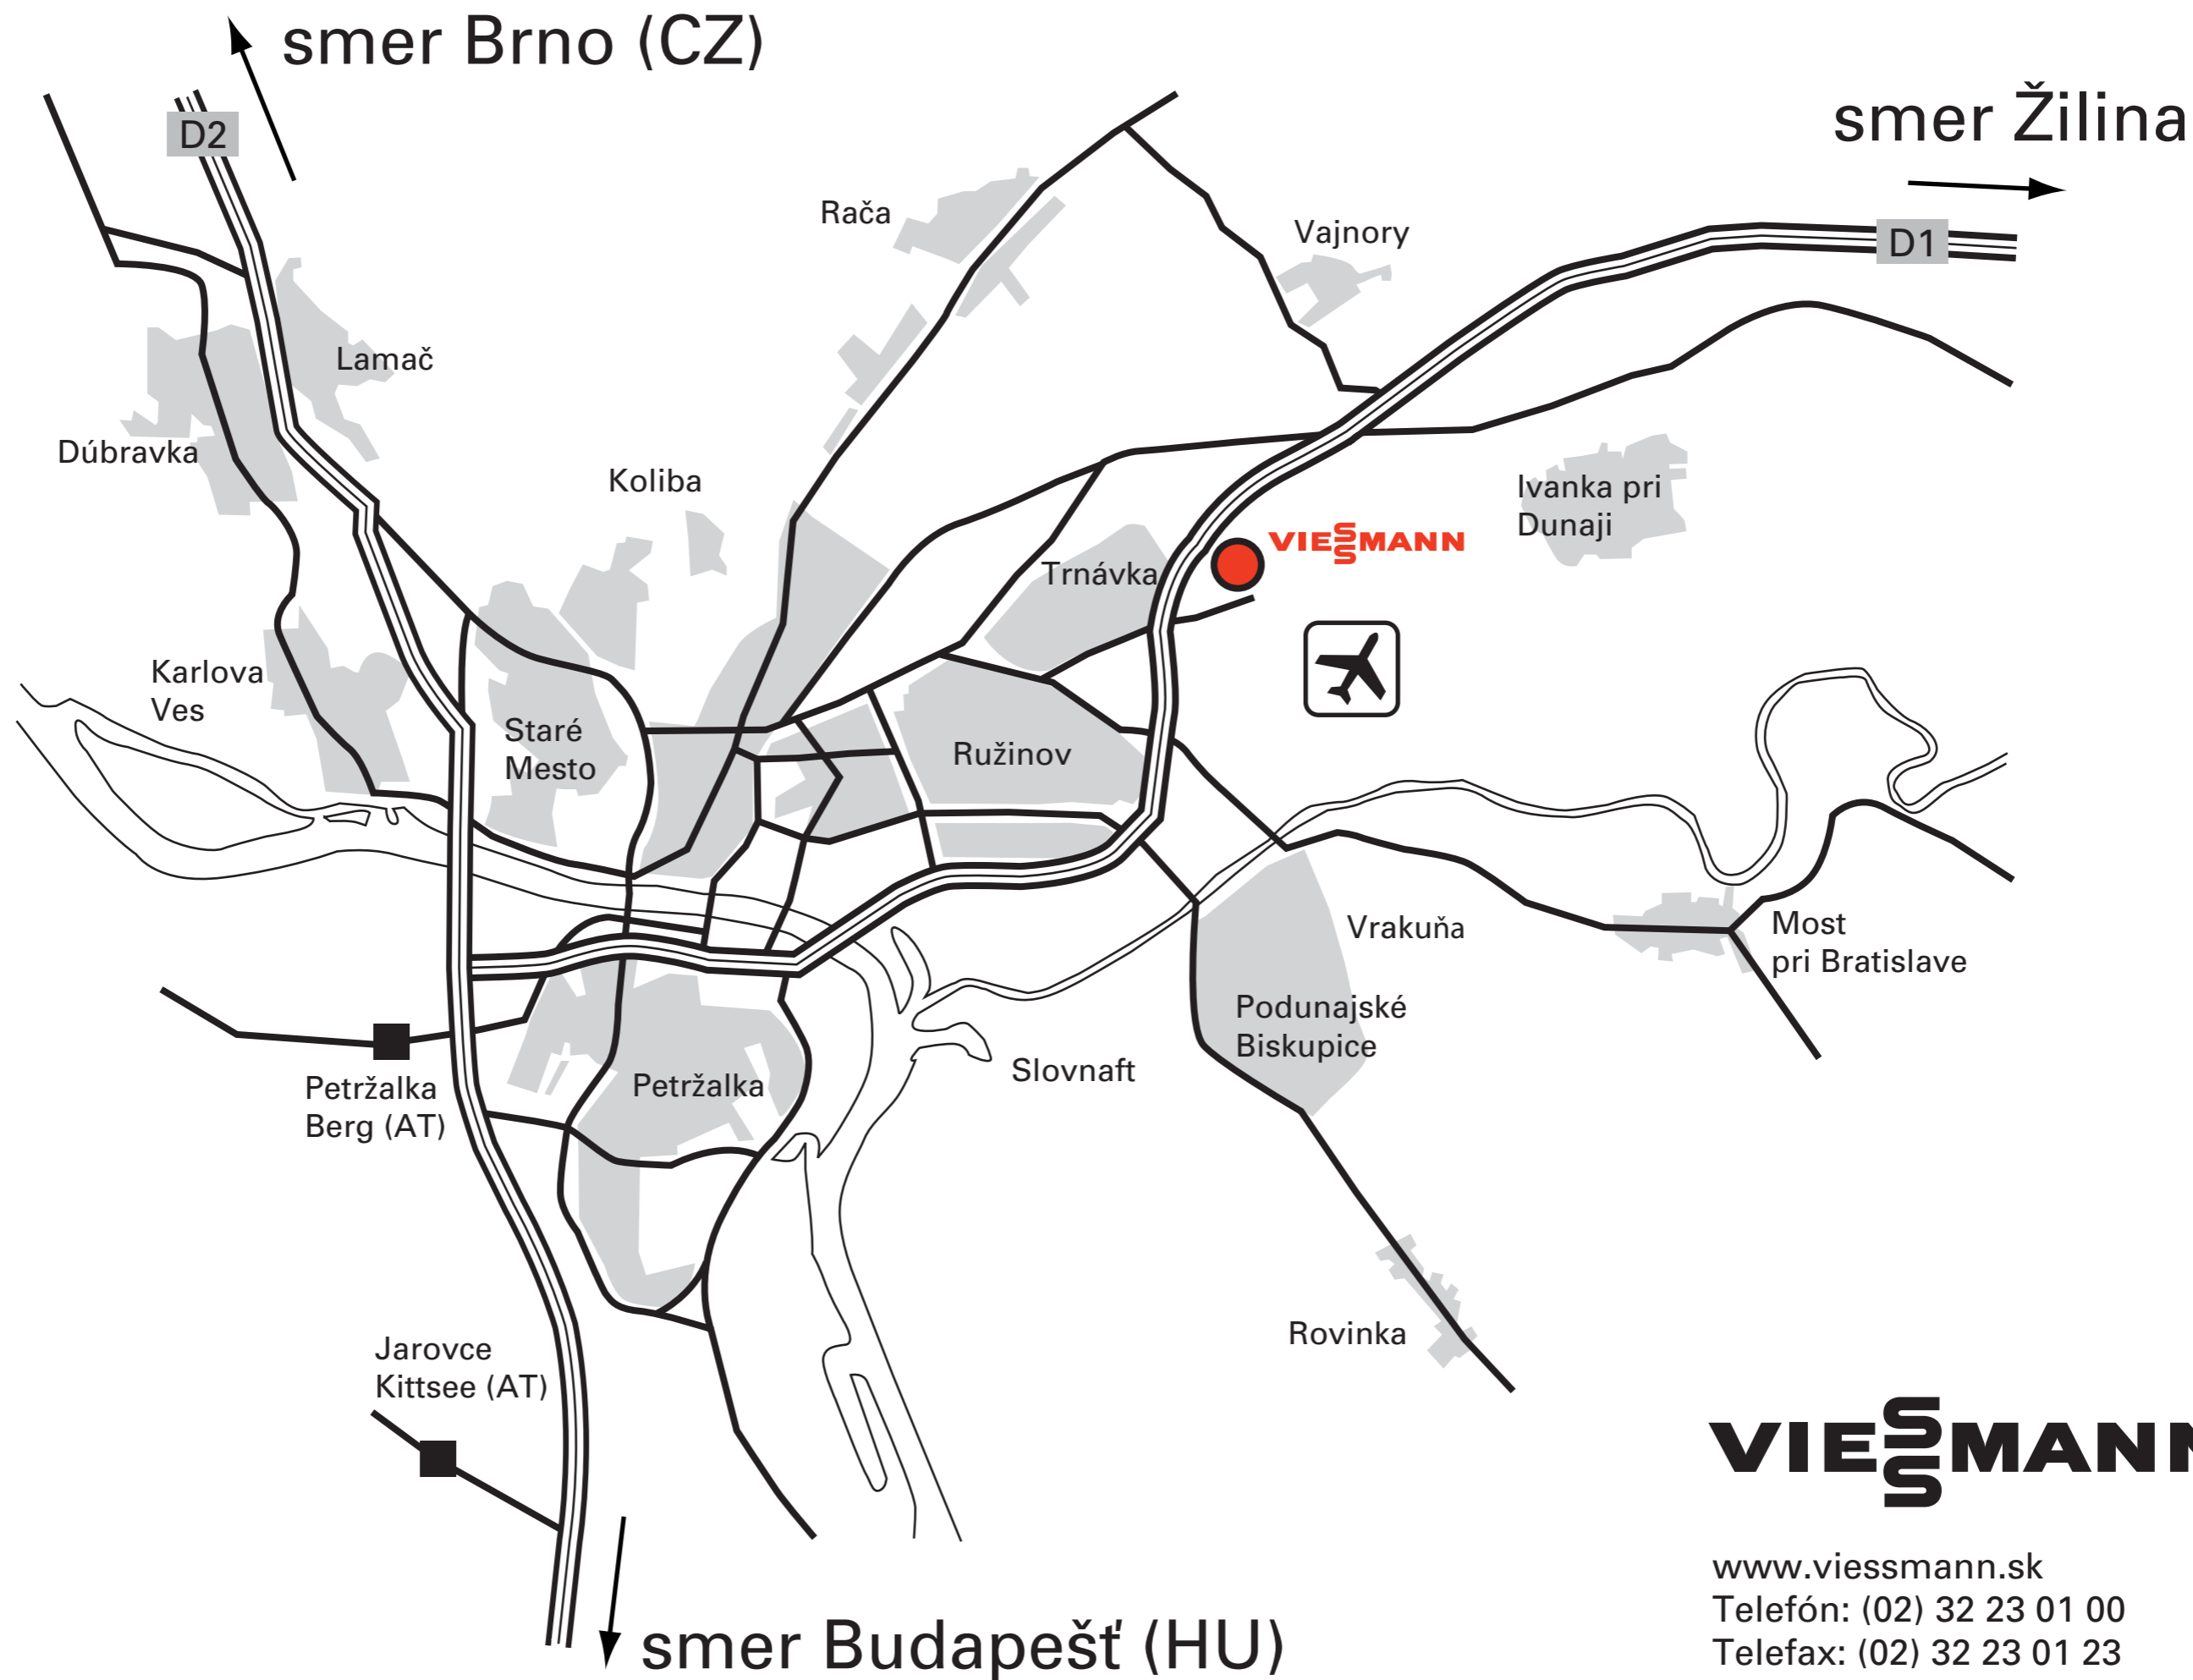 smer Brno (CZ)
smer Žilina
D2
D1
Rača
Vajnory
Lamač
Dúbravka
Koliba
Ivanka pri
Dunaji
VIESSMANN
Trnávka
Karlova
Ves
Staré
Mesto
Ružinov
Vrakuňa
Most
pri Bratislave
Podunajské
Biskupice
Slovnaft
Petržalka
Berg (AT)
Petržalka
Rovinka
Jarovce
Kittsee (AT)
VIESSMANN
www.viessmann.sk
Telefón: (02) 32 23 01 00
Telefax: (02) 32 23 01 23
smer Budapešť (HU)